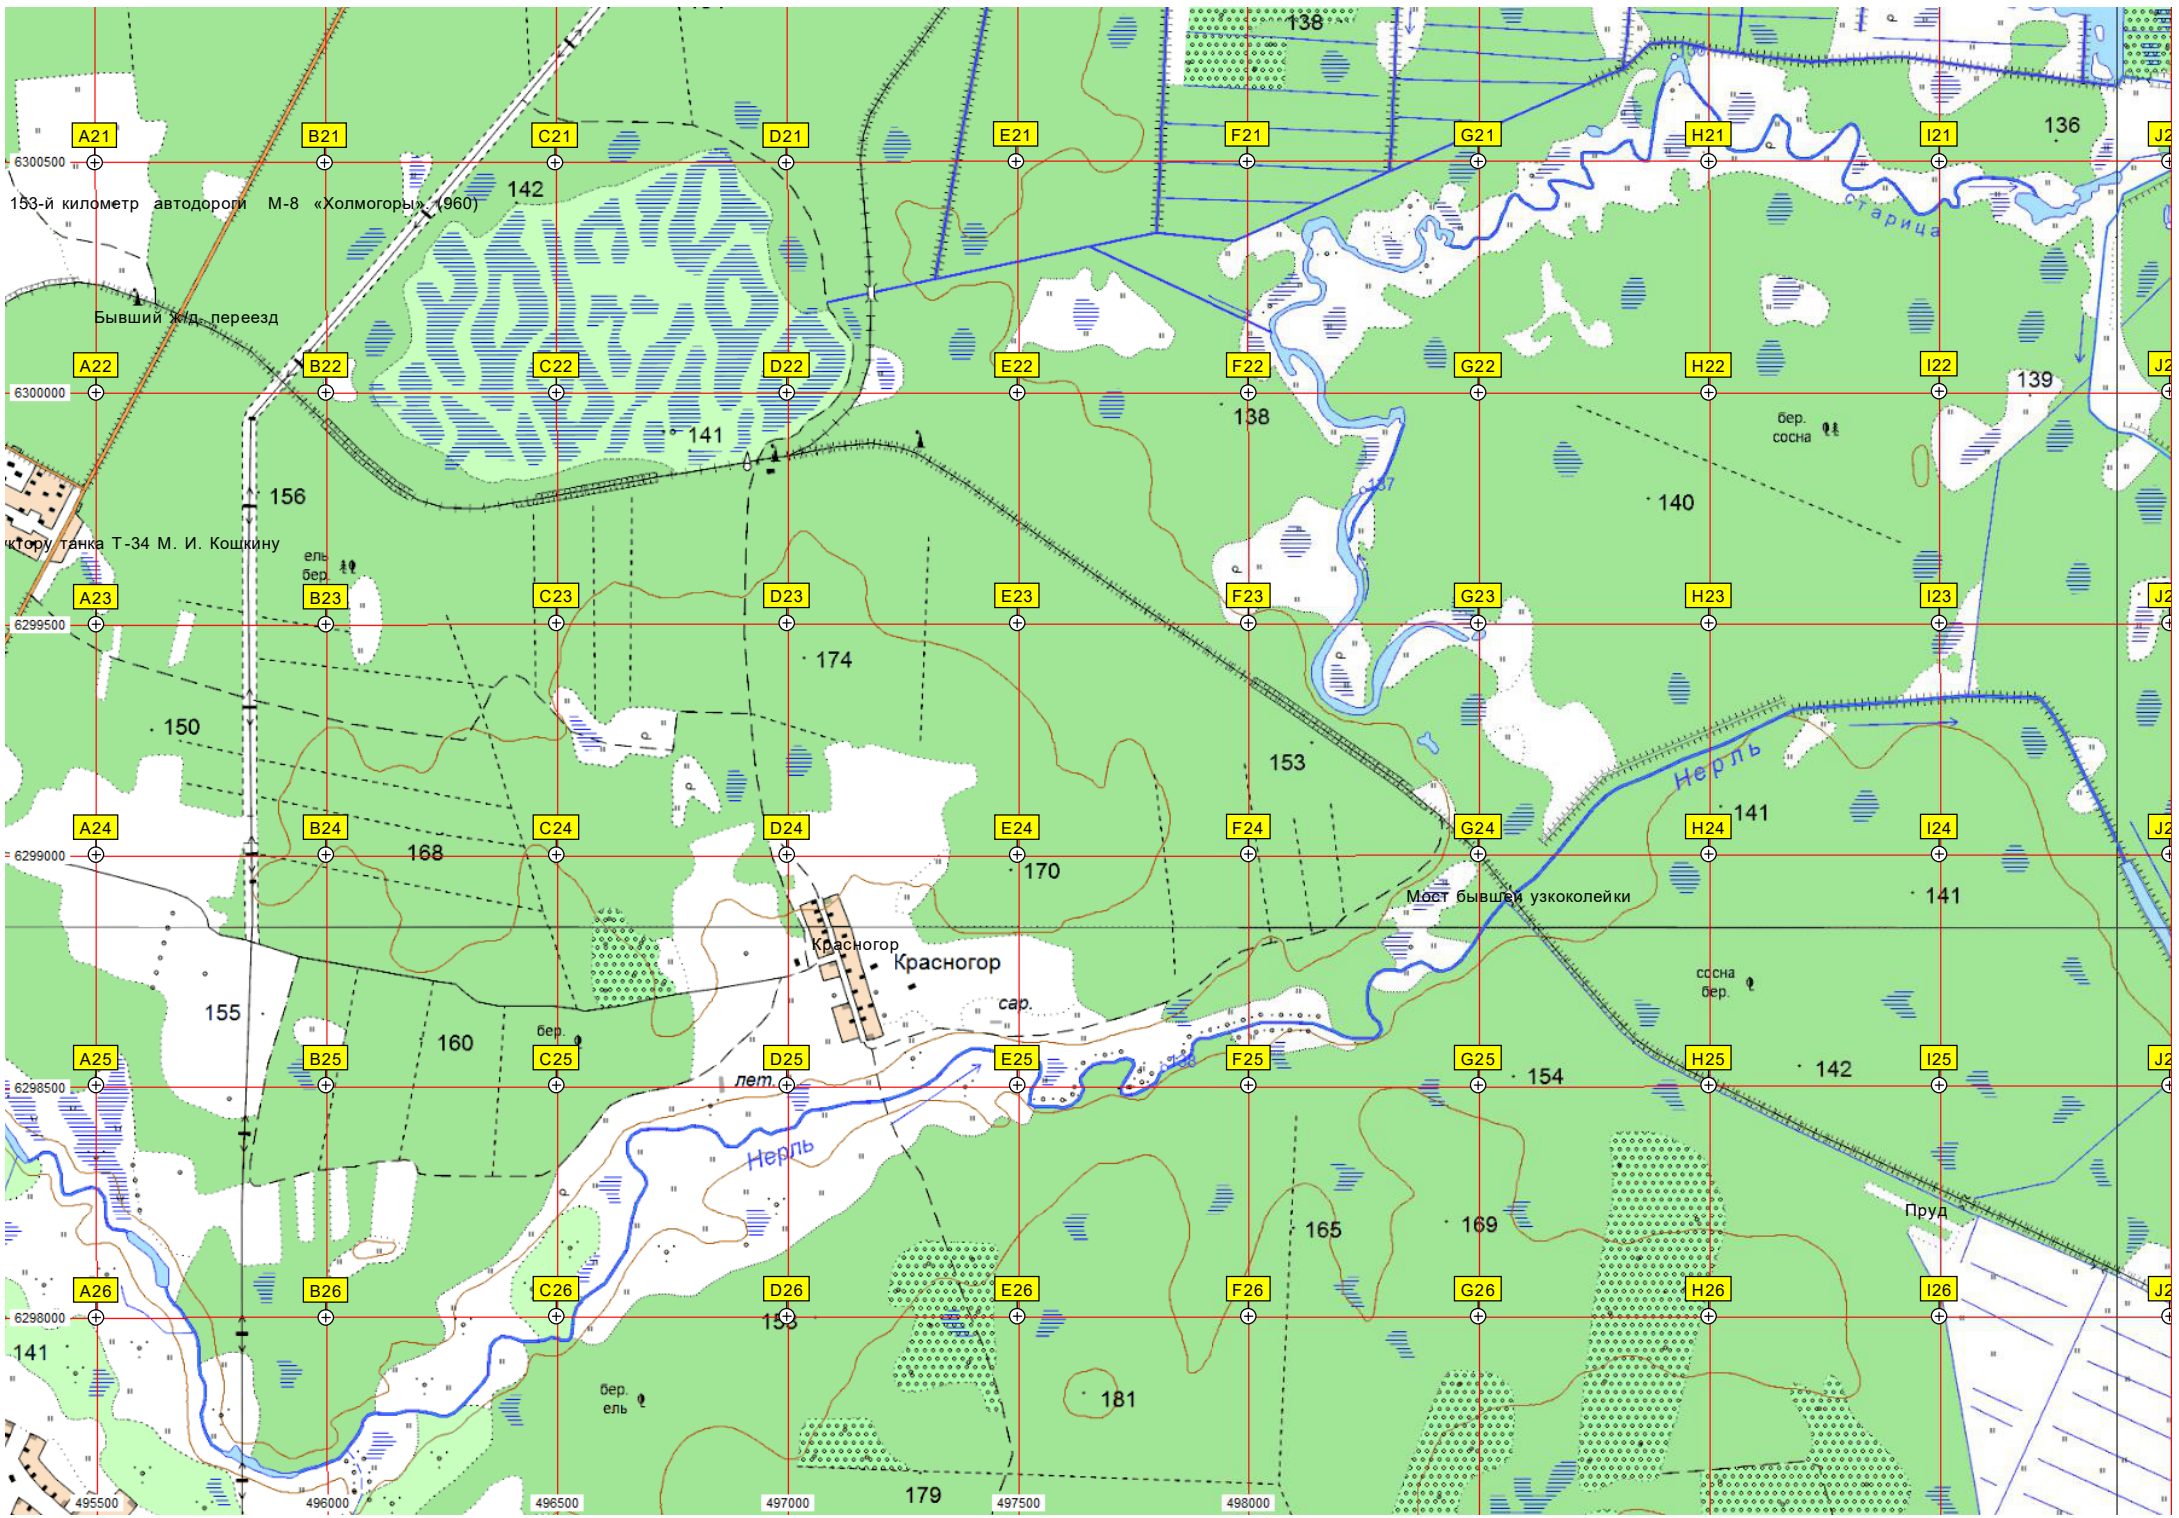 138
A21
B21
C21
D21
E21
F21
G21
H21
I21
136
6300500
142
153-й километр автодороги М-8 «Холмогоры» (960)
старица
Бывший ж/д. переезд
A22
B22
C22
D22
E22
F22
G22
H22
I22
139
6300000
138
бер.
сосна
141
137
156
140
ктору танка Т-34 М. И. Кошкину
ель
бер.
A23
B23
C23
D23
E23
F23
G23
H23
I23
6299500
174
150
153
Нерль
141
A24
B24
C24
D24
E24
F24
G24
H24
I24
6299000
168
170
Мост бывшей узкоколейки
141
Красногор
Красногор
сосна
бер.
155
сар.
160
бер.
A25
B25
C25
D25
E25
138
F25
G25
H25
I25
6298500
лет.
154
142
Нерль
165
169
Пруд
A26
B26
C26
D26
E26
F26
G26
H26
I26
6298000
153
141
бер.
ель
181
179
495500
496000
496500
497000
497500
498000